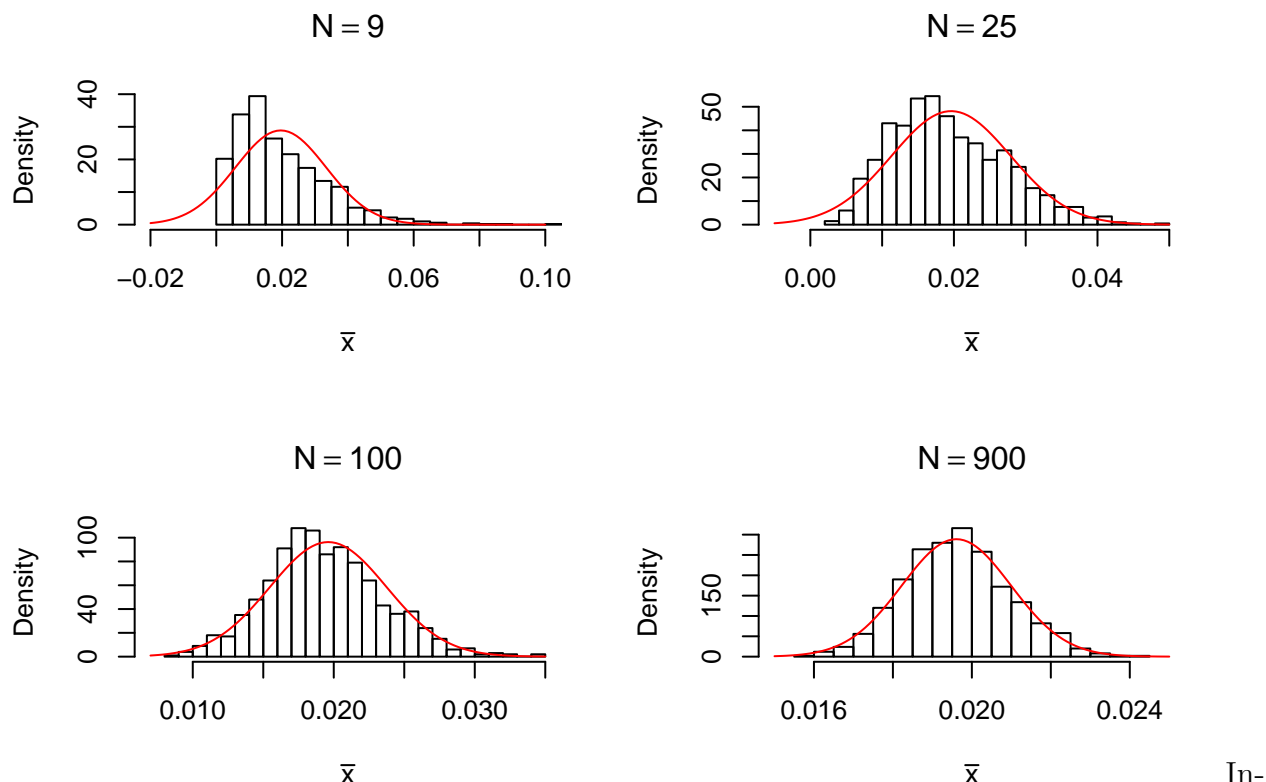 N = 9
Density
0 20 40
−0.02 0.02 0.06 0.10
x̅
N = 25
Density
0 20 50
0.00 0.02 0.04
x̅
N = 100
Density
0 40 100
0.010 0.020 0.030
x̅
N = 900
Density
0 150
0.016 0.020 0.024
x̅
In-